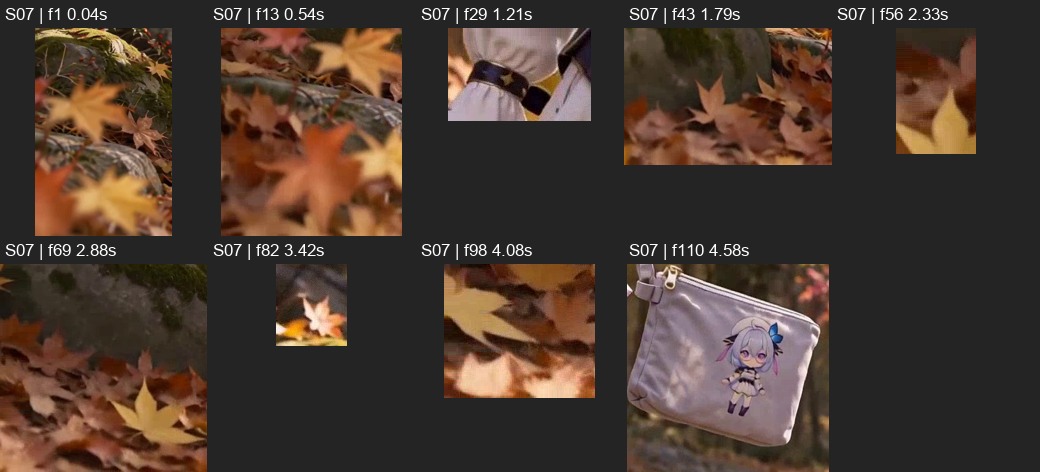 S07 | f1 0.04s
S07 | f13 0.54s
S07 | f29 1.21s
S07 | f43 1.79s
S07 | f56 2.33s
S07 | f69 2.88s
S07 | f82 3.42s
S07 | f98 4.08s
S07 | f110 4.58s